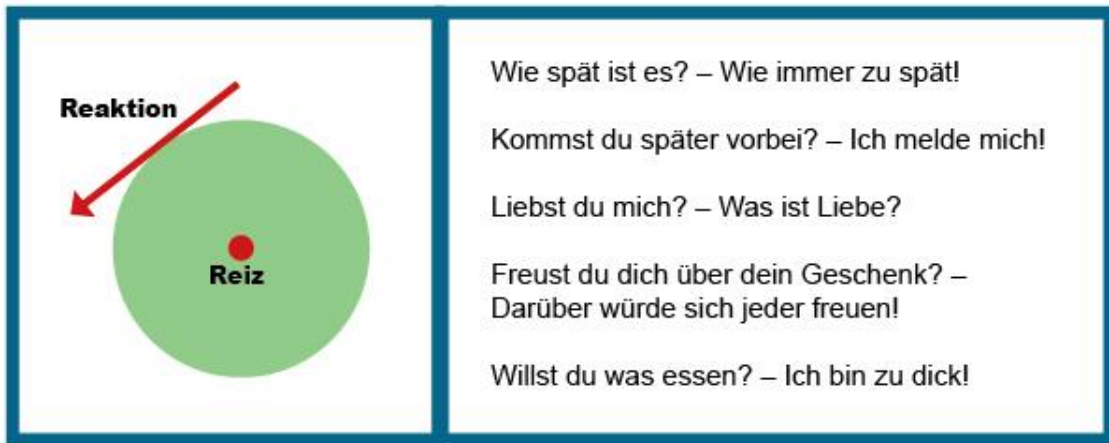 Reaktion
Reiz
Wie spät ist es? – Wie immer zu spät!
Kommst du später vorbei? – Ich melde mich!
Liebst du mich? – Was ist Liebe?
Freust du dich über dein Geschenk? –
Darüber würde sich jeder freuen!
Willst du was essen? – Ich bin zu dick!